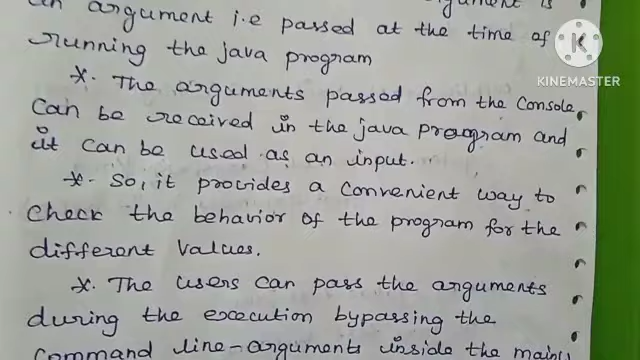 an argument i.e passed at the time of
running the java program
*. The arguments passed from the Console
Can be received in the java program and
it can be used as an input.
*. So, it provides a convenient way to
check the behavior of the program for the
different values.
*. The users can pass the arguments
during the execution bypassing the
Command line-arguments inside the main()
K
KINEMASTER